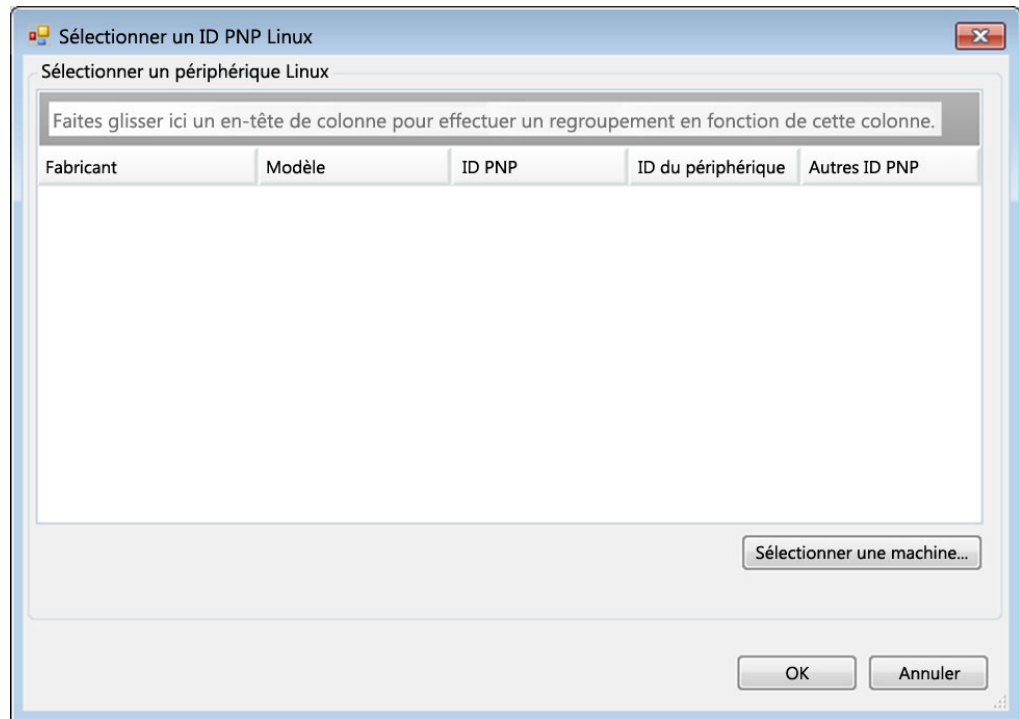 Sélectionner un ID PNP Linux
Sélectionner un périphérique Linux
Faites glisser ici un en-tête de colonne pour effectuer un regroupement en fonction de cette colonne.
Fabricant Modèle ID PNP ID du périphérique Autres ID PNP
Sélectionner une machine...
OK Annuler